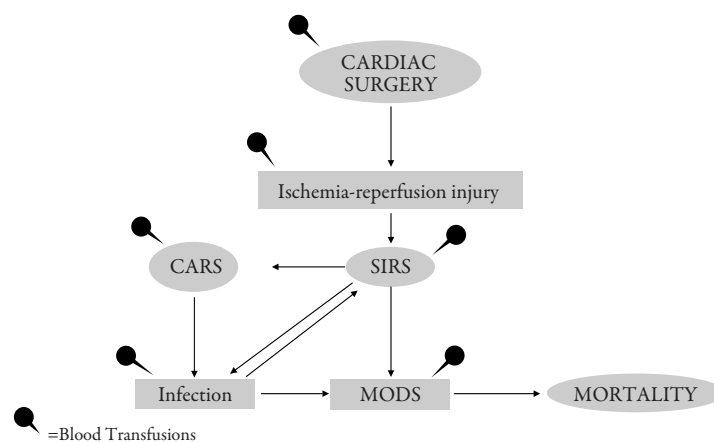 CARDIAC
SURGERY
Ischemia-reperfusion injury
CARS
SIRS
Infection
MODS
MORTALITY
=Blood Transfusions